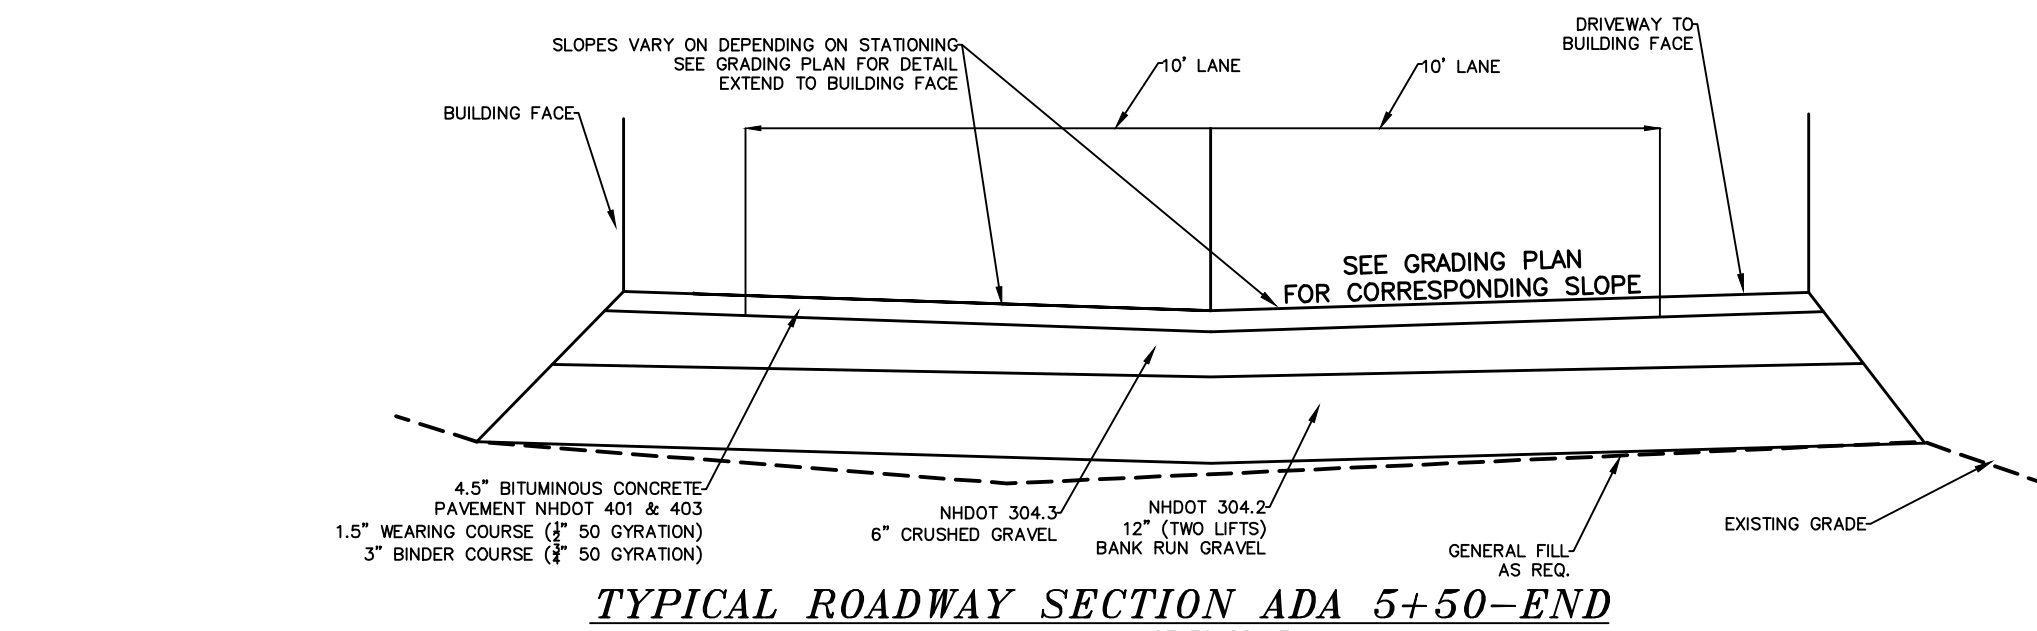 SLOPES VARY ON DEPENDING ON STATIONING
SEE GRADING PLAN FOR DETAIL
EXTEND TO BUILDING FACE
DRIVEWAY TO
BUILDING FACE
10' LANE
10' LANE
BUILDING FACE
SEE GRADING PLAN
FOR CORRESPONDING SLOPE
4.5" BITUMINOUS CONCRETE
PAVEMENT NHDOT 401 & 403
1.5" WEARING COURSE (1/2" 50 GYRATION)
3" BINDER COURSE (3/4" 50 GYRATION)
NHDOT 304.3
6" CRUSHED GRAVEL
NHDOT 304.2
12" (TWO LIFTS)
BANK RUN GRAVEL
GENERAL FILL
AS REQ.
EXISTING GRADE
TYPICAL ROADWAY SECTION ADA 5+50-END